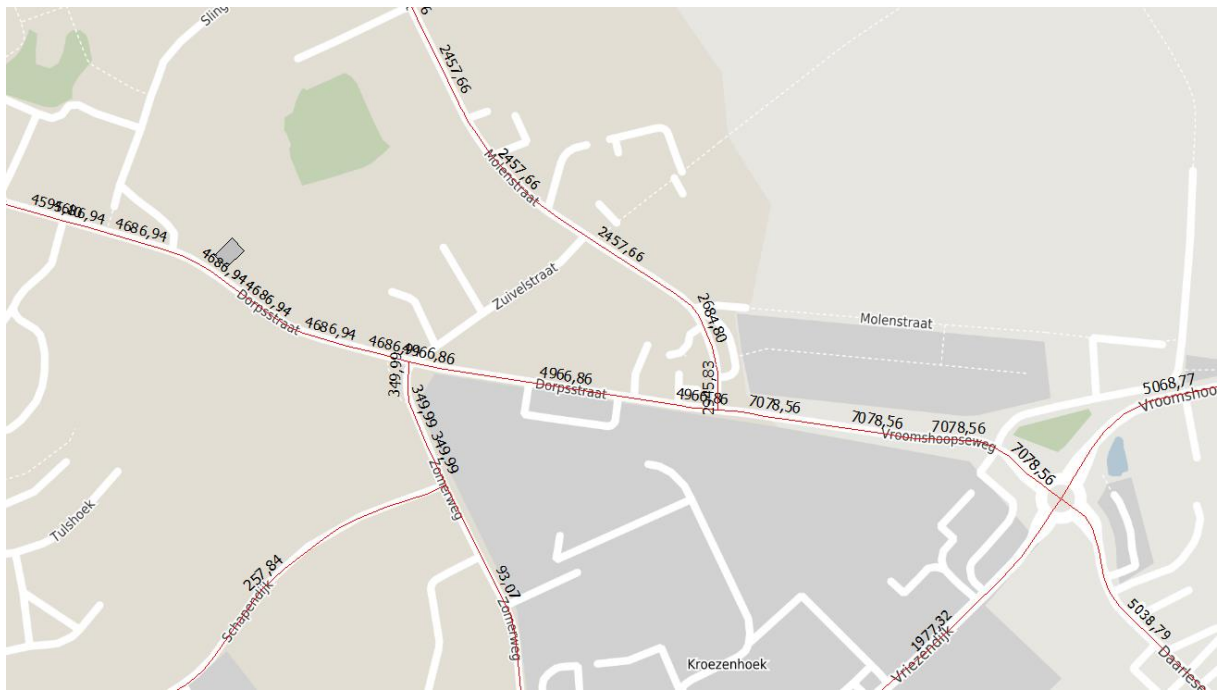 Sling
2457,66
2457,66
Molenstraat
2457,66
Zuivelstraat
2684,80
Molenstraat
4686,94
4686,94
4686,94
Dorpsstraat
4686,94
4966,86
349,99
349,99
349,99
Zomerweg
4966,86
Dorpsstraat
4966,86
7078,56
7078,56
7078,56
Vroomshoopseweg
7078,56
5068,77
Vroomshoo
Tulshoek
257,84
Schapendijk
93,07
Zomerweg
Kroezenhoek
1977,32
Vriezendijk
5038,79
Daarlese